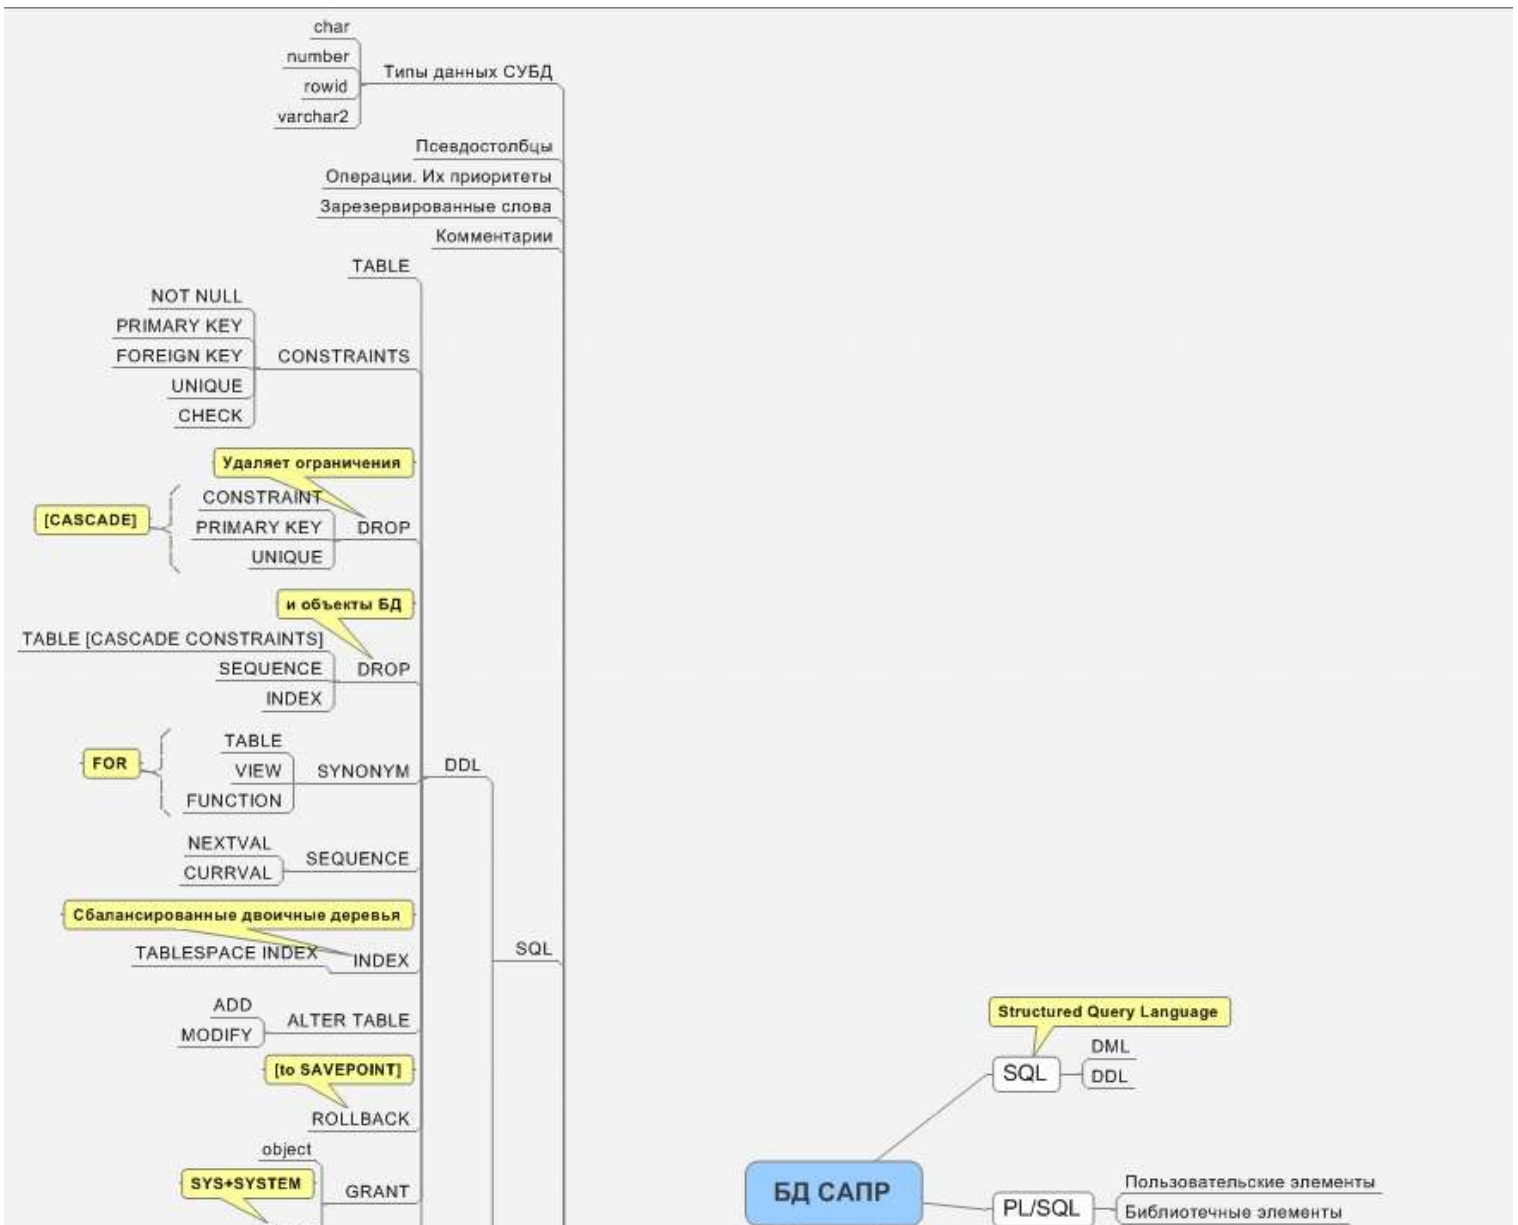 char
number
rowid
varchar2
Типы данных СУБД
Псевдостолбцы
Операции. Их приоритеты
Зарезервированные слова
Комментарии
TABLE
NOT NULL
PRIMARY KEY
FOREIGN KEY
UNIQUE
CHECK
CONSTRAINTS
Удаляет ограничения
[CASCADE]
CONSTRAINT
PRIMARY KEY
UNIQUE
DROP
и объекты БД
TABLE [CASCADE CONSTRAINTS]
SEQUENCE
INDEX
DROP
FOR
TABLE
VIEW
FUNCTION
SYNONYM
DDL
NEXTVAL
CURRVAL
SEQUENCE
Сбалансированные двоичные деревья
TABLESPACE INDEX
INDEX
SQL
ADD
MODIFY
ALTER TABLE
[to SAVEPOINT]
ROLLBACK
object
SYS+SYSTEM
GRANT
Structured Query Language
SQL
DML
DDL
БД САПР
PL/SQL
Пользовательские элементы
Библиотечные элементы